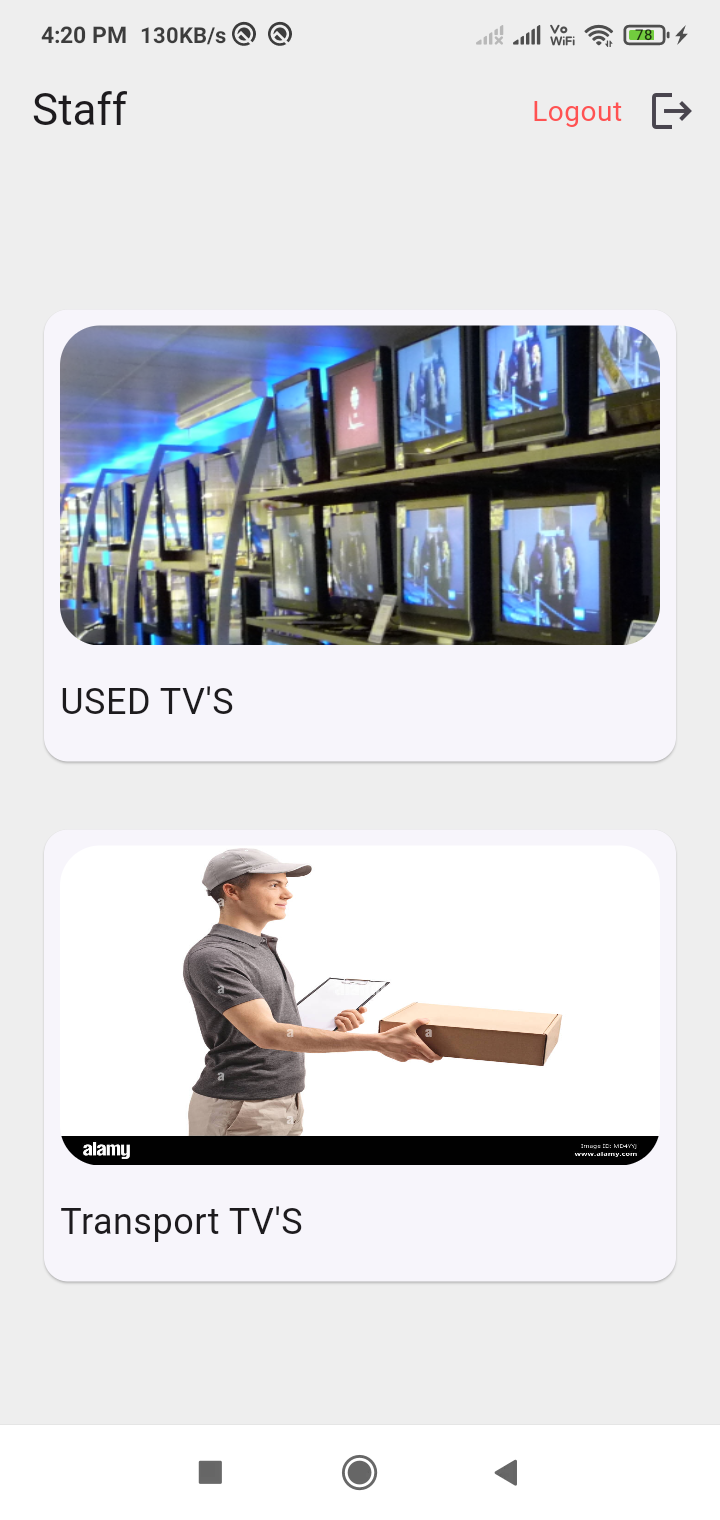 4:20 PM 130KB/s Vo WiFi 78
Staff
Logout
USED TV'S
a
a
a
a
a
a
alamy
Image ID: MD4YYJ
www.alamy.com
Transport TV'S